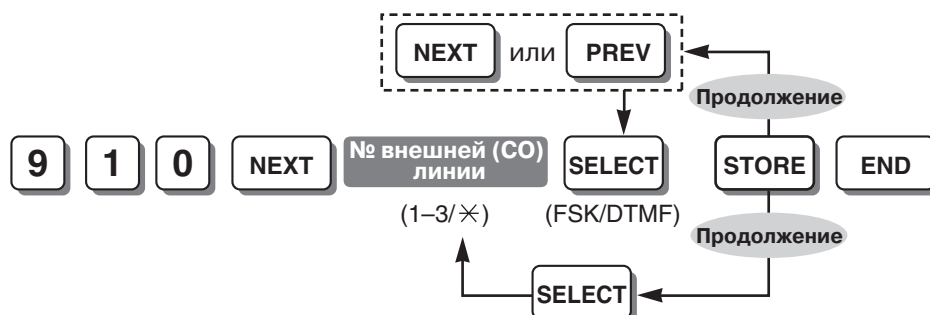 NEXT или PREV
Продолжение
9 1 0 NEXT № внешней (CO) линии SELECT STORE END
(1–3/✳) (FSK/DTMF)
Продолжение
SELECT